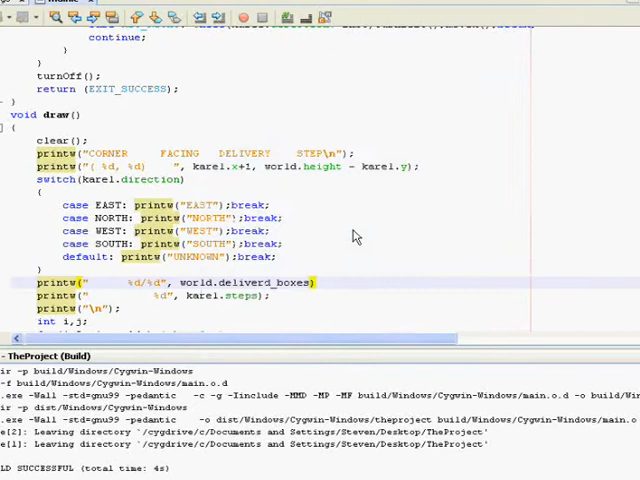 continue;
}
}
turnOff();
return (EXIT_SUCCESS);
}
void draw()
{
clear();
printw("CORNER FACING DELIVERY STEP\n");
printw("( %d, %d) ", karel.x+1, world.height - karel.y);
switch(karel.direction)
{
case EAST: printw("EAST");break;
case NORTH: printw("NORTH");break;
case WEST: printw("WEST");break;
case SOUTH: printw("SOUTH");break;
default: printw("UNKNOWN");break;
}
printw(" %d/%d", world.deliverd_boxes)
printw(" %d", karel.steps);
printw("\n");
int i,j;
- TheProject (Build)
ir -p build/Windows/Cygwin-Windows
-f build/Windows/Cygwin-Windows/main.o.d
.exe -Wall -std=gnu99 -pedantic -c -g -Iinclude -MMD -MP -MF build/Windows/Cygwin-Windows/main.o.d -o build/Win
ir -p dist/Windows/Cygwin-Windows
.exe -Wall -std=gnu99 -pedantic -o dist/Windows/Cygwin-Windows/theproject build/Windows/Cygwin-Windows/main.o
e[2]: Leaving directory `/cygdrive/c/Documents and Settings/Steven/Desktop/TheProject'
e[1]: Leaving directory `/cygdrive/c/Documents and Settings/Steven/Desktop/TheProject'
LD SUCCESSFUL (total time: 4s)